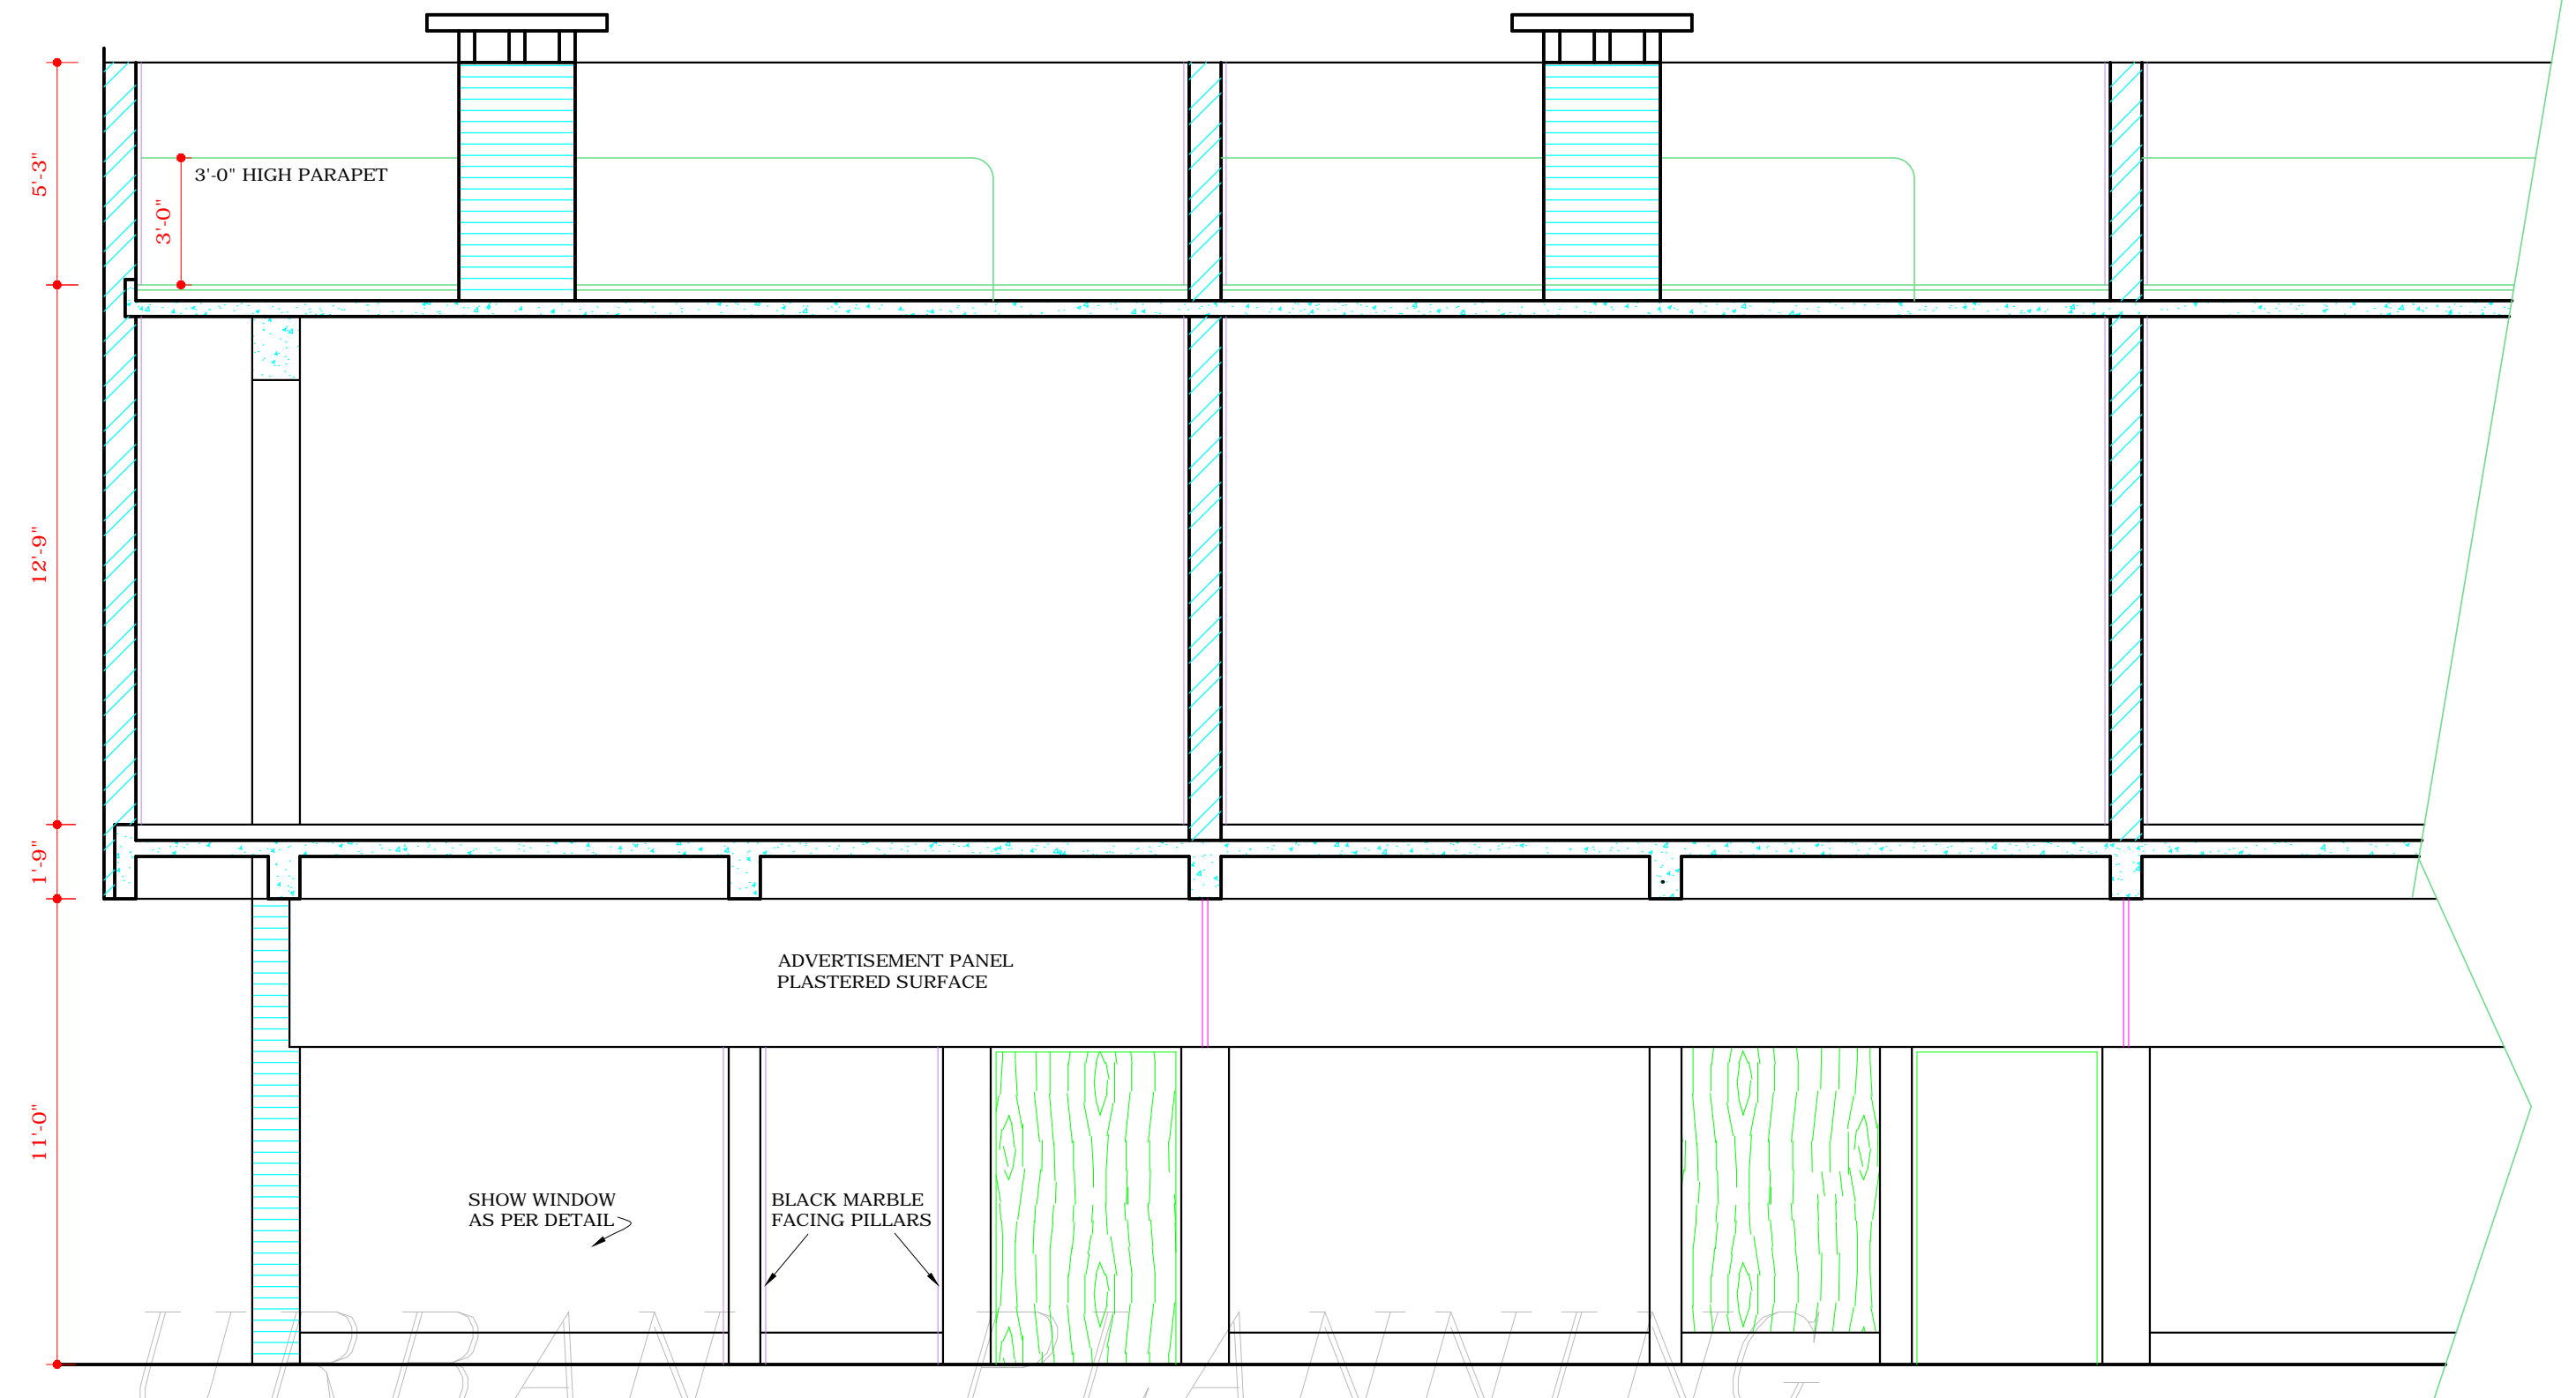 5'-3"
3'-0" HIGH PARAPET
3'-0"
12'-9"
1'-9"
ADVERTISEMENT PANEL
PLASTERED SURFACE
11'-0"
SHOW WINDOW
AS PER DETAIL
BLACK MARBLE
FACING PILLARS
URBAN PLANNING